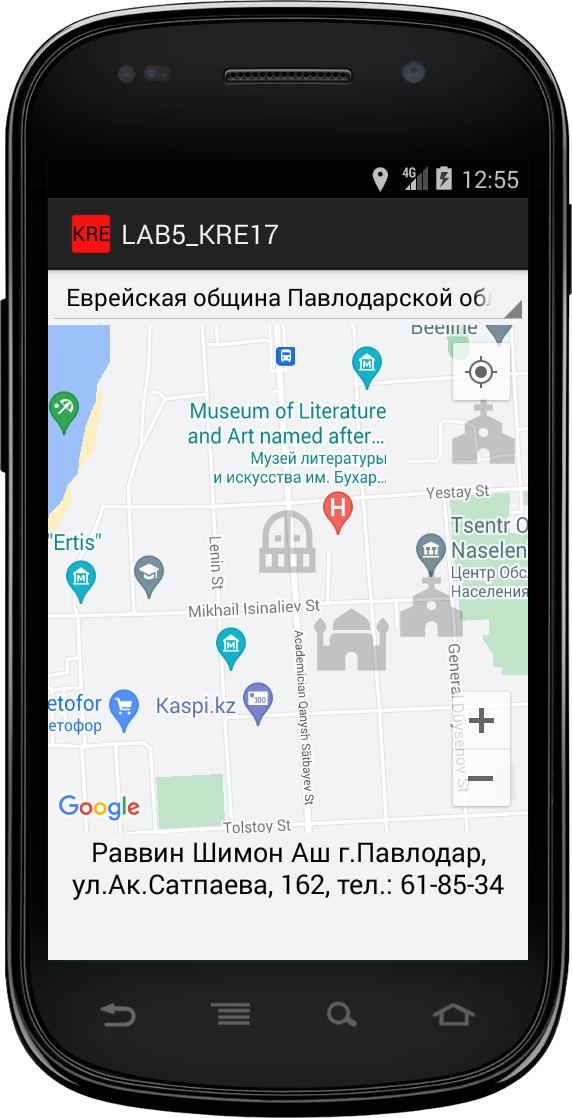 4G 12:55
KRE LAB5_KRE17
Еврейская община Павлодарской об
Beeline
Museum of Literature
and Art named after...
Музей литературы
и искусства им. Бухар...
H
Yestay St
Tsentr O
Naselen
Центр Обс
Населения
"Ertis"
Lenin St
Mikhail Isinaliev St
Academician Qanysh Sätbayev St
General Düysenov St
etofor
етофор
Kaspi.kz
Google
Tolstoy St
Раввин Шимон Аш г.Павлодар,
ул.Ак.Сатпаева, 162, тел.: 61-85-34